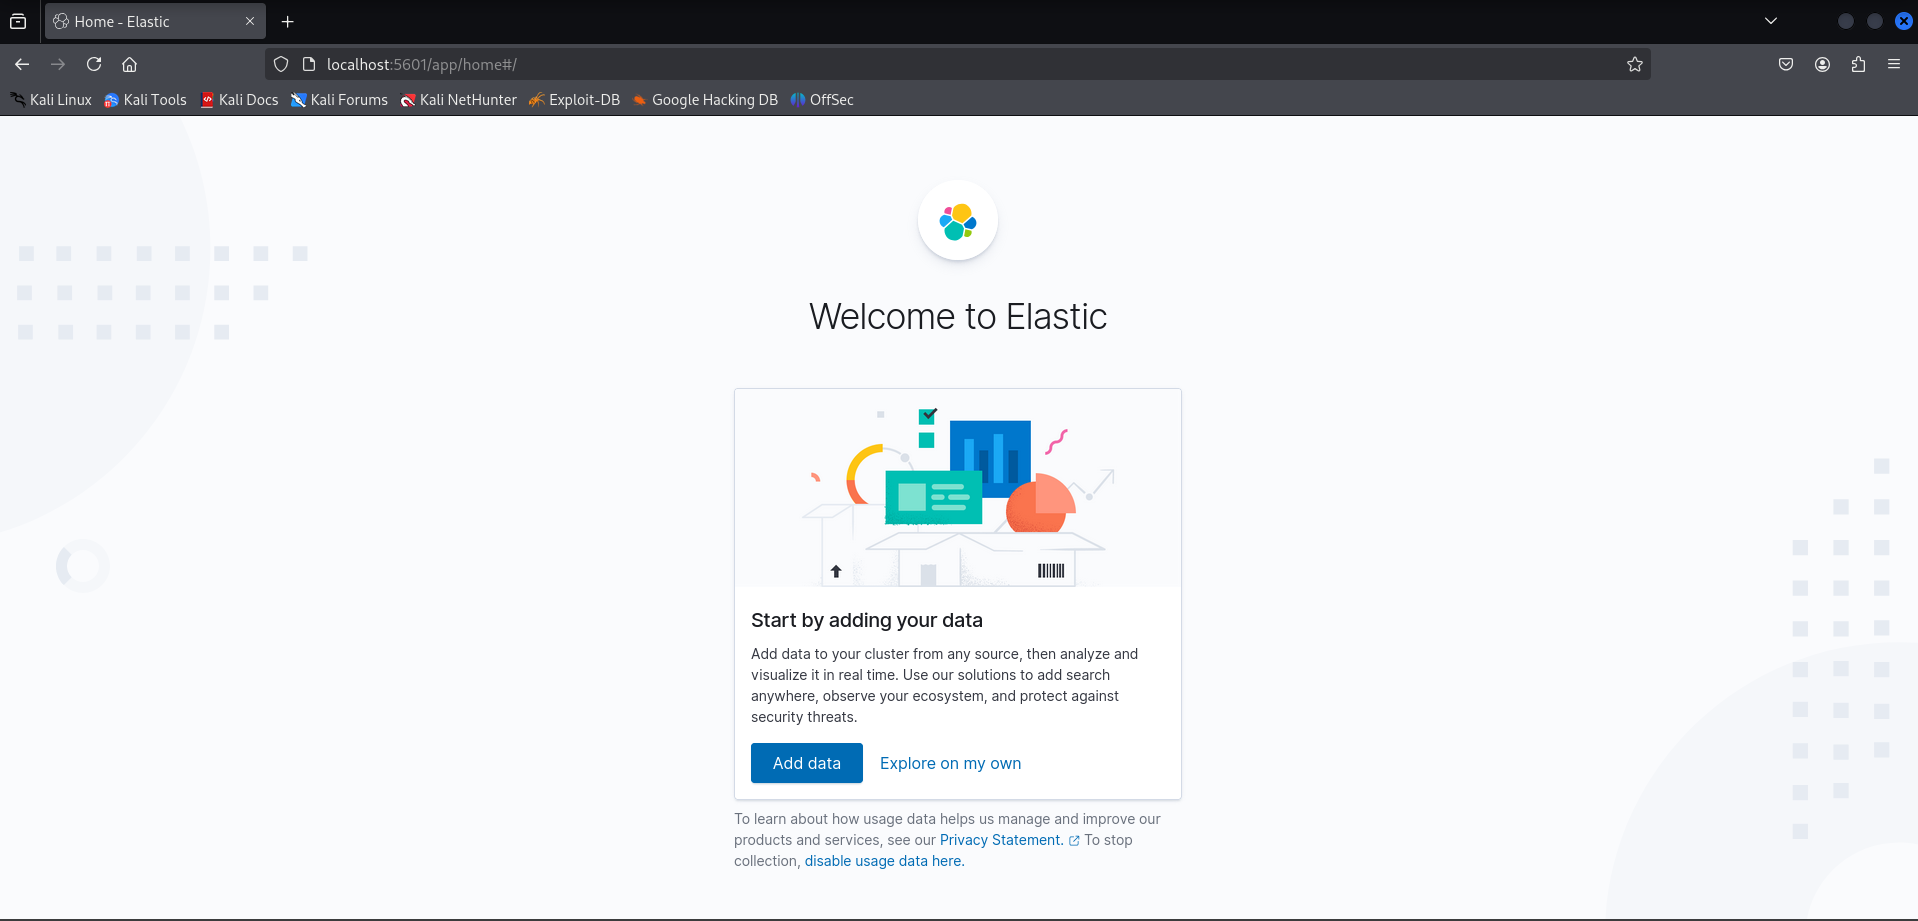 Home - Elastic
localhost:5601/app/home#/
Kali Linux Kali Tools Kali Docs Kali Forums Kali NetHunter Exploit-DB Google Hacking DB OffSec
Welcome to Elastic
Start by adding your data
Add data to your cluster from any source, then analyze and
visualize it in real time. Use our solutions to add search
anywhere, observe your ecosystem, and protect against
security threats.
Add data Explore on my own
To learn about how usage data helps us manage and improve our
products and services, see our Privacy Statement. To stop
collection, disable usage data here.